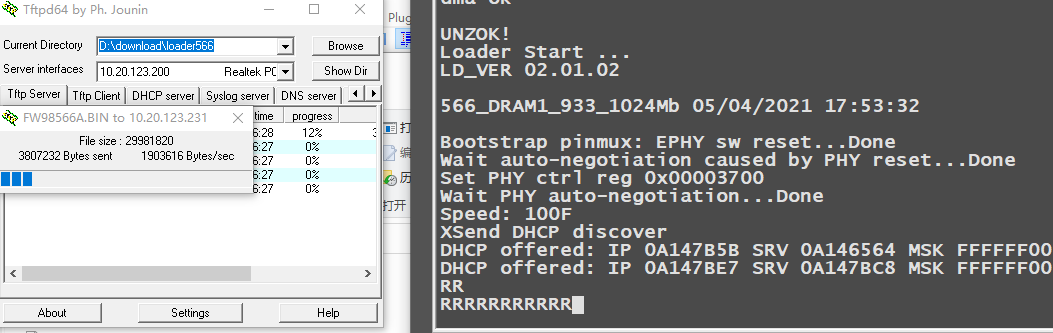 Tftpd64 by Ph. Jounin
Current Directory
D:\download\loader566
Browse
Server interfaces
10.20.123.200
Realtek PC
Show Dir
Tftp Server
Tftp Client
DHCP server
Syslog server
DNS server
FW98566A.BIN to 10.20.123.231
File size : 29981820
3807232 Bytes sent
1903616 Bytes/sec
time
progress
6:28
12%
3
6:27
0%
6:27
0%
6:27
0%
6:27
0%
About
Settings
Help
Plug
打
编
历
打开
dma OK
UNZOK!
Loader Start ...
LD_VER 02.01.02
566_DRAM1_933_1024Mb 05/04/2021 17:53:32
Bootstrap pinmux: EPHY sw reset...Done
Wait auto-negotiation caused by PHY reset...Done
Set PHY ctrl reg 0x00003700
Wait PHY auto-negotiation...Done
Speed: 100F
XSend DHCP discover
DHCP offered: IP 0A147B5B SRV 0A146564 MSK FFFFFF00
DHCP offered: IP 0A147BE7 SRV 0A147BC8 MSK FFFFFF00
RR
RRRRRRRRRRR